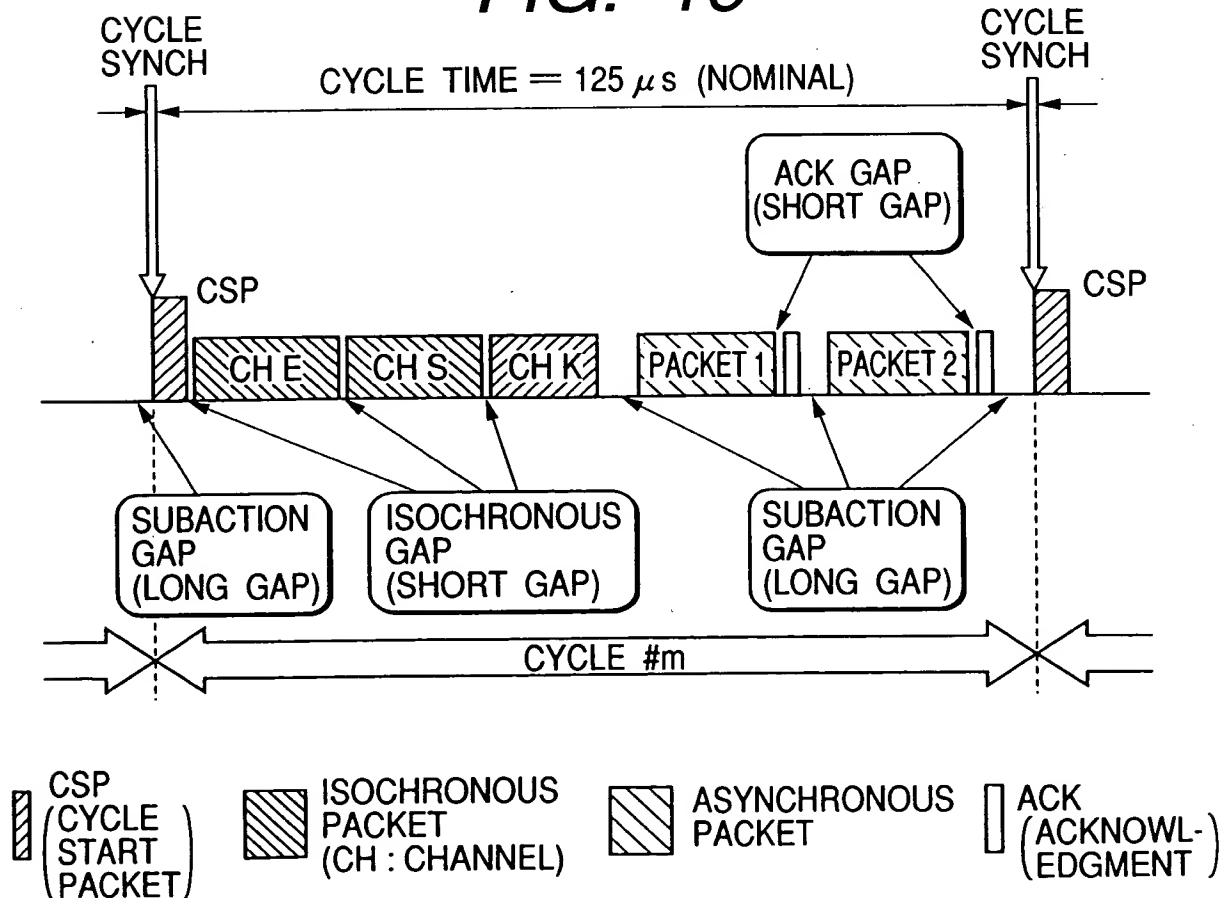 CYCLE
SYNCH
CYCLE TIME = 125 μs (NOMINAL)
CYCLE
SYNCH
ACK GAP
(SHORT GAP)
CSP
CSP
CH E
CH S
CH K
PACKET 1
PACKET 2
SUBACTION
GAP
(LONG GAP)
ISOCHRONOUS
GAP
(SHORT GAP)
SUBACTION
GAP
(LONG GAP)
CYCLE #m
CSP
(CYCLE
START
PACKET)
ISOCHRONOUS
PACKET
(CH : CHANNEL)
ASYNCHRONOUS
PACKET
ACK
(ACKNOWL-
EDGMENT)